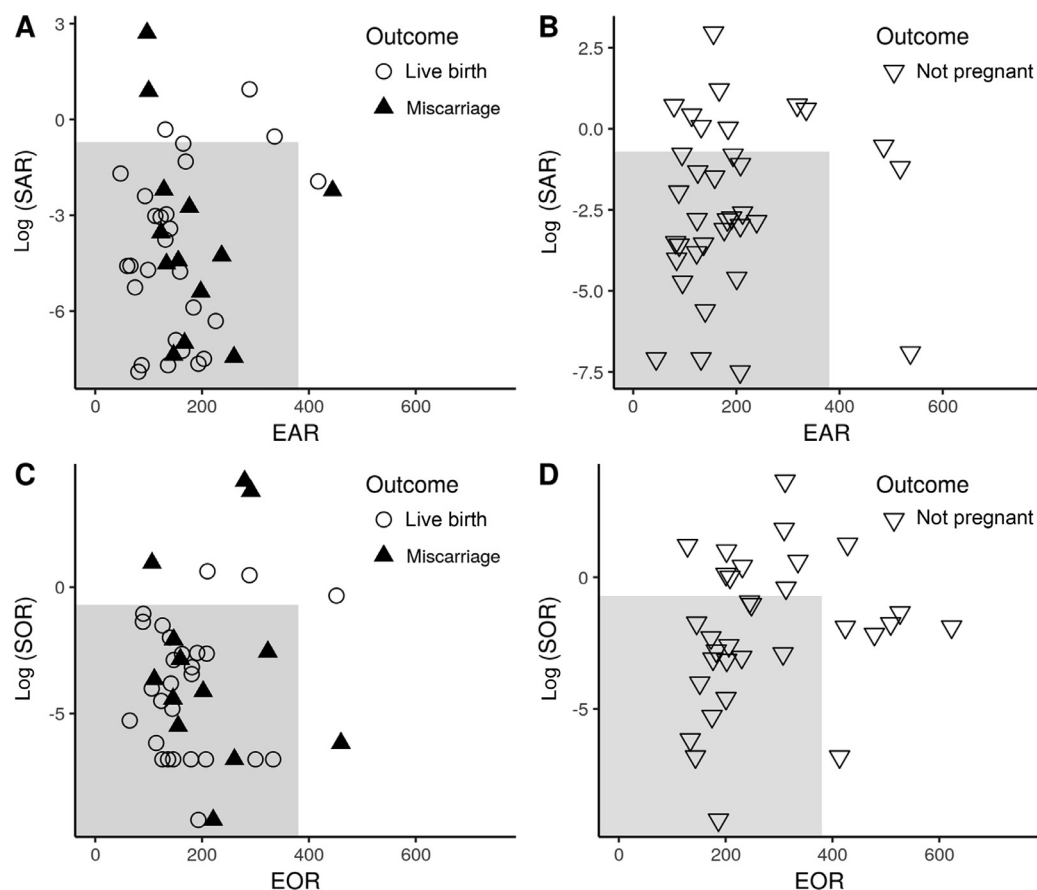 A
3
0
-3
-6
Log (SAR)
0
200
400
600
EAR
Outcome
Live birth
Miscarriage
B
2.5
0.0
-2.5
-5.0
-7.5
Log (SAR)
0
200
400
600
EAR
Outcome
Not pregnant
C
0
-5
Log (SOR)
0
200
400
600
EOR
Outcome
Live birth
Miscarriage
D
0
-5
Log (SOR)
0
200
400
600
EOR
Outcome
Not pregnant